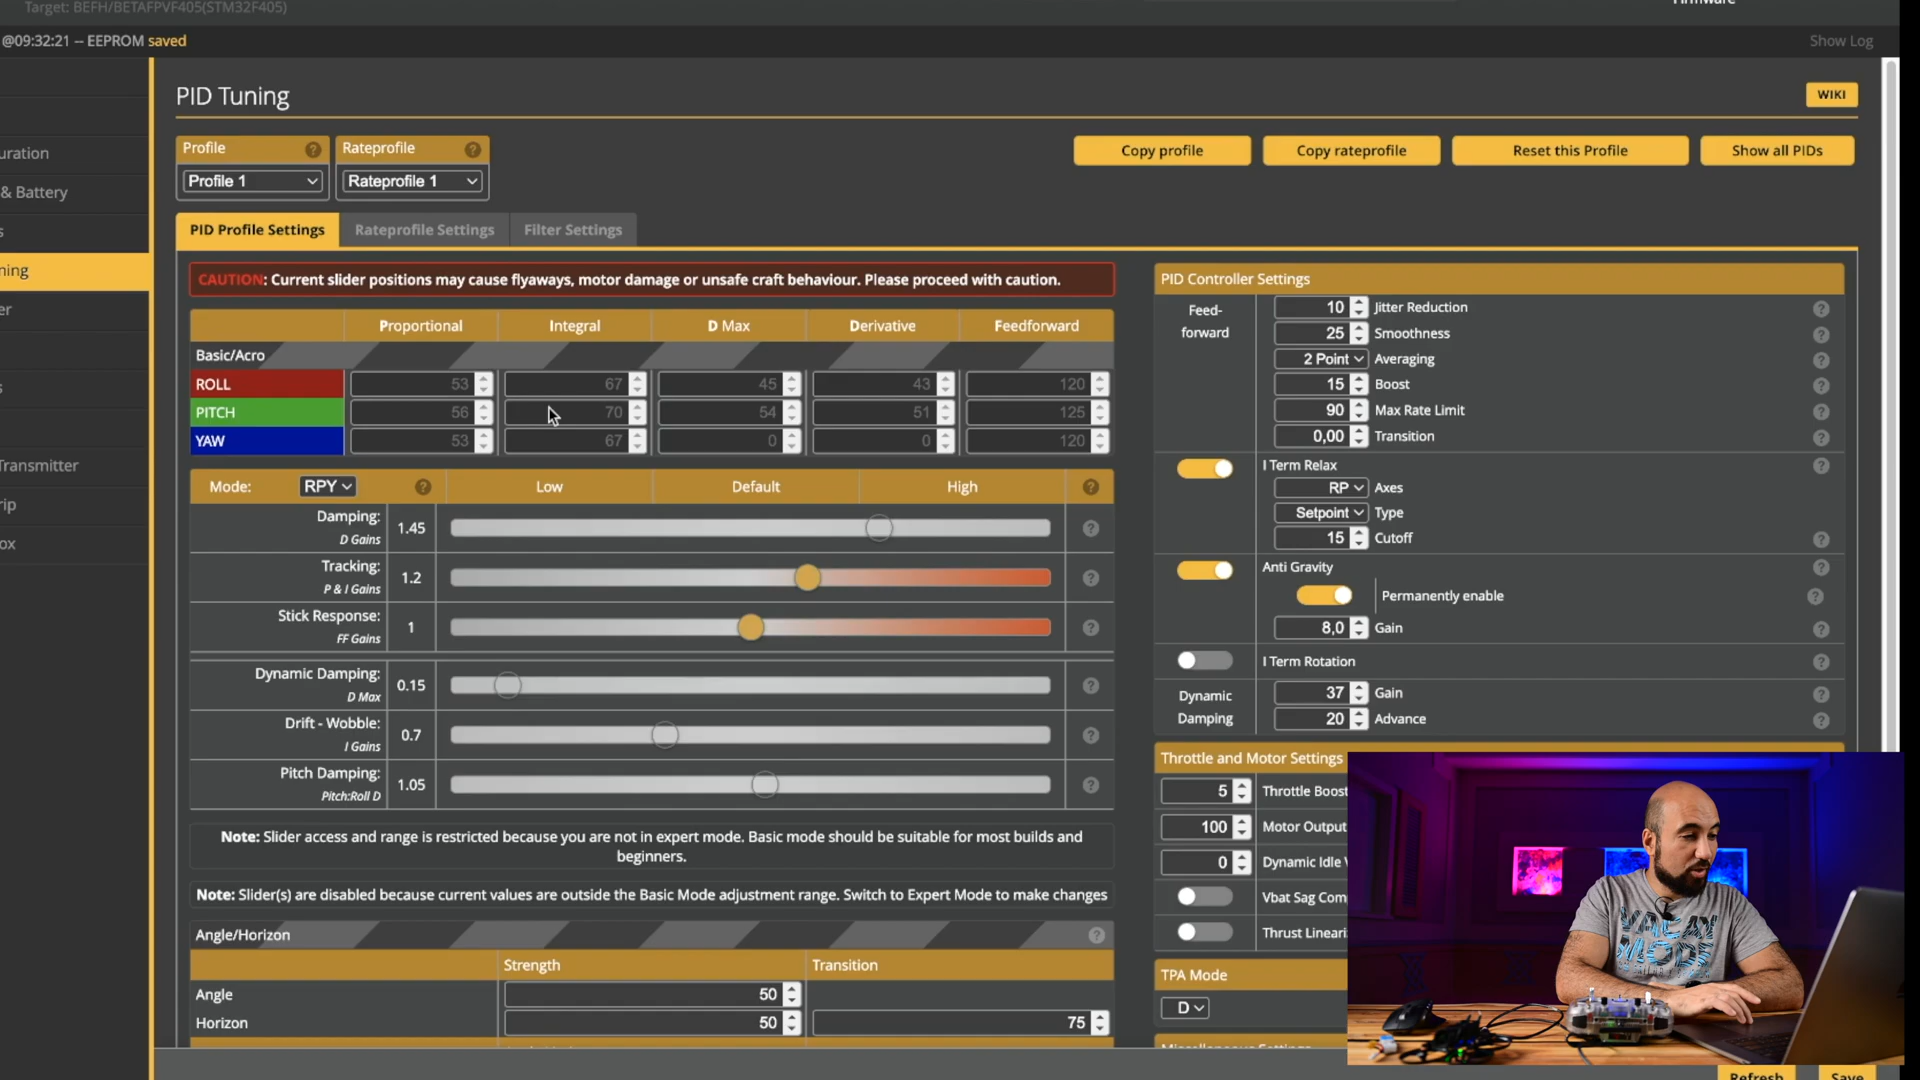 Target: BEFH/BETAFPVF405(STM32F405)
@09:32:21 -- EEPROM saved
Show Log
uration
& Battery
s
ning
er
s
Transmitter
rip
ox
PID Tuning
WIKI
Profile
Rateprofile
Profile 1
Rateprofile 1
Copy profile
Copy rateprofile
Reset this Profile
Show all PIDs
PID Profile Settings
Rateprofile Settings
Filter Settings
CAUTION: Current slider positions may cause flyaways, motor damage or unsafe craft behaviour. Please proceed with caution.
Proportional Integral D Max Derivative Feedforward
Basic/Acro
ROLL 53 67 45 43 120
PITCH 56 70 54 51 125
YAW 53 67 0 0 120
Mode: RPY Low Default High
Damping: 1.45
D Gains
Tracking: 1.2
P & I Gains
Stick Response: 1
FF Gains
Dynamic Damping: 0.15
D Max
Drift - Wobble: 0.7
I Gains
Pitch Damping: 1.05
Pitch:Roll D
Note: Slider access and range is restricted because you are not in expert mode. Basic mode should be suitable for most builds and
beginners.
Note: Slider(s) are disabled because current values are outside the Basic Mode adjustment range. Switch to Expert Mode to make changes
Angle/Horizon
Strength Transition
Angle 50
Horizon 50 75
PID Controller Settings
Feed-
forward
10 Jitter Reduction
25 Smoothness
2 Point Averaging
15 Boost
90 Max Rate Limit
0,00 Transition
I Term Relax
RP Axes
Setpoint Type
15 Cutoff
Anti Gravity
Permanently enable
8,0 Gain
I Term Rotation
Dynamic
Damping
37 Gain
20 Advance
Throttle and Motor Settings
5 Throttle Boost
100 Motor Output
0 Dynamic Idle V
Vbat Sag Com
Thrust Lineari
TPA Mode
D
Refresh
Save